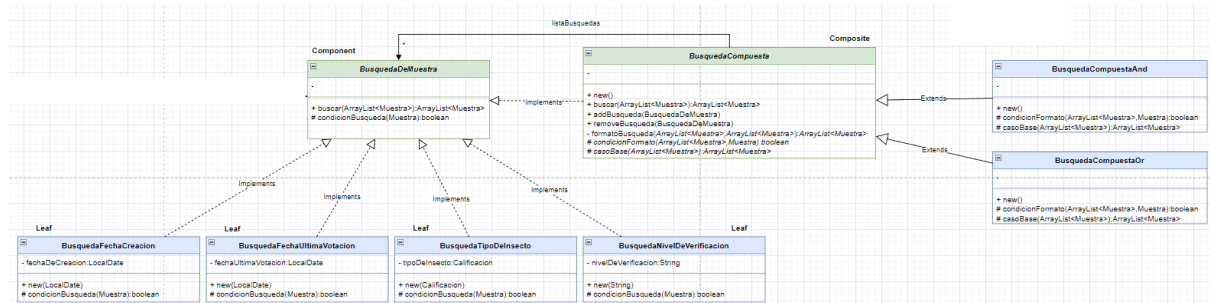 listaBusquedas
Component
Composite
*
BusquedaDeMuestra
-
+ buscar(ArrayList<Muestra>):ArrayList<Muestra>
# condicionBusqueda(Muestra):boolean
Implements
BusquedaCompuesta
-
+ new()
+ buscar(ArrayList<Muestra>):ArrayList<Muestra>
+ addBusqueda(BusquedaDeMuestra)
+ removeBusqueda(BusquedaDeMuestra)
- formatoBusqueda(ArrayList<Muestra>,ArrayList<Muestra>):ArrayList<Muestra>
# condicionFormato(ArrayList<Muestra>,Muestra):boolean
# casoBase(ArrayList<Muestra>):ArrayList<Muestra>
Extends
Extends
BusquedaCompuestaAnd
-
+ new()
# condicionFormato(ArrayList<Muestra>,Muestra):boolean
# casoBase(ArrayList<Muestra>):ArrayList<Muestra>
BusquedaCompuestaOr
-
+ new()
# condicionFormato(ArrayList<Muestra>,Muestra):boolean
# casoBase(ArrayList<Muestra>):ArrayList<Muestra>
Implements
Implements
Implements
Implements
Leaf
BusquedaFechaCreacion
- fechaDeCreacion:LocalDate
+ new(LocalDate)
# condicionBusqueda(Muestra):boolean
Leaf
BusquedaFechaUltimaVotacion
- fechaUltimaVotacion:LocalDate
+ new(LocalDate)
# condicionBusqueda(Muestra):boolean
Leaf
BusquedaTipoDeInsecto
- tipoDeInsecto:Calificacion
+ new(Calificacion)
# condicionBusqueda(Muestra):boolean
Leaf
BusquedaNivelDeVerificacion
- nivelDeVerificacion:String
+ new(String)
# condicionBusqueda(Muestra):boolean